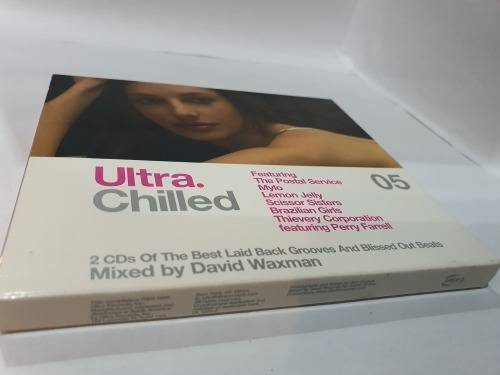 Ultra.
Chilled
Featuring
The Postal Service
Mylo
Lemon Jelly
Scissor Sisters
Brazilian Girls
Thievery Corporation
featuring Perry Farrell
05
2 CDs Of The Best Laid Back Grooves And Blissed Out Beats
Mixed by David Waxman